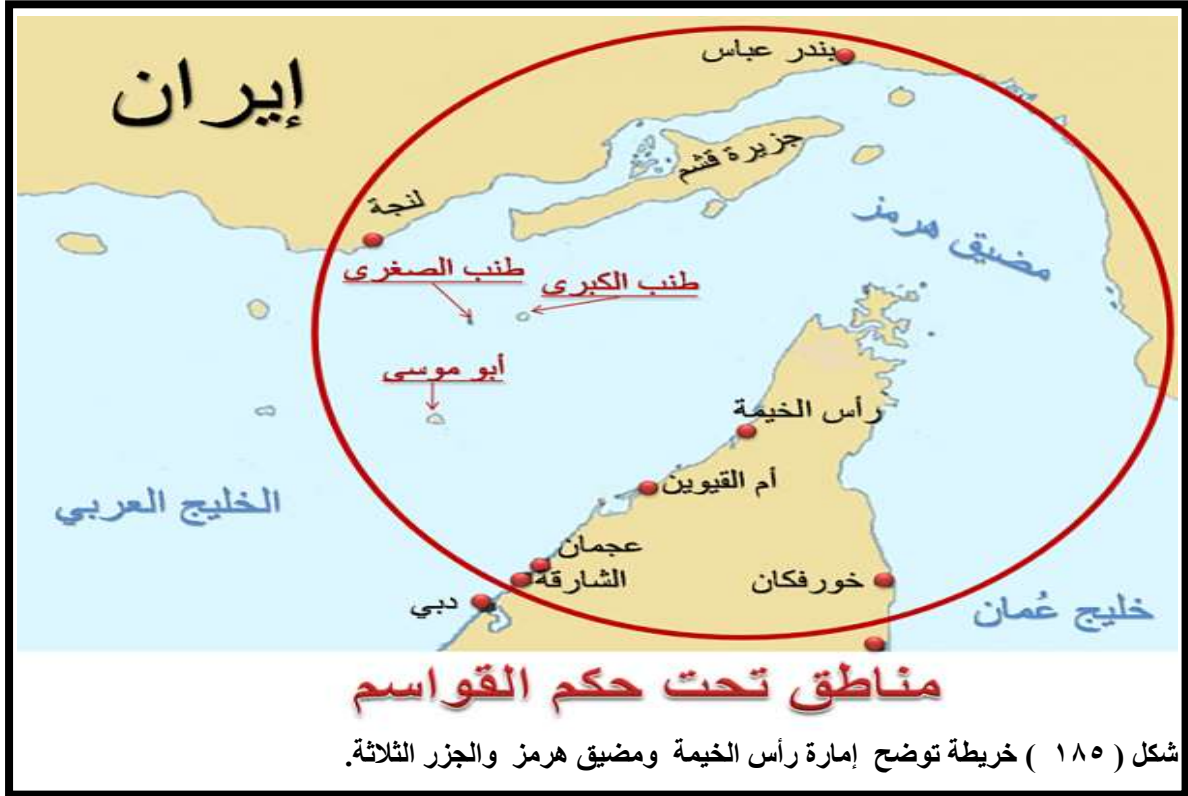 بندر عباس
إيران
جزيرة قشم
لنجة
مضيق هرمز
طنب الصغرى
طنب الكبرى
أبو موسى
رأس الخيمة
أم القيوين
الخليج العربي
عجمان
الشارقة
خورفكان
دبي
خليج عُمان
مناطق تحت حكم القواسم
شكل ( ١٨٥ ) خريطة توضح إمارة رأس الخيمة ومضيق هرمز والجزر الثلاثة.